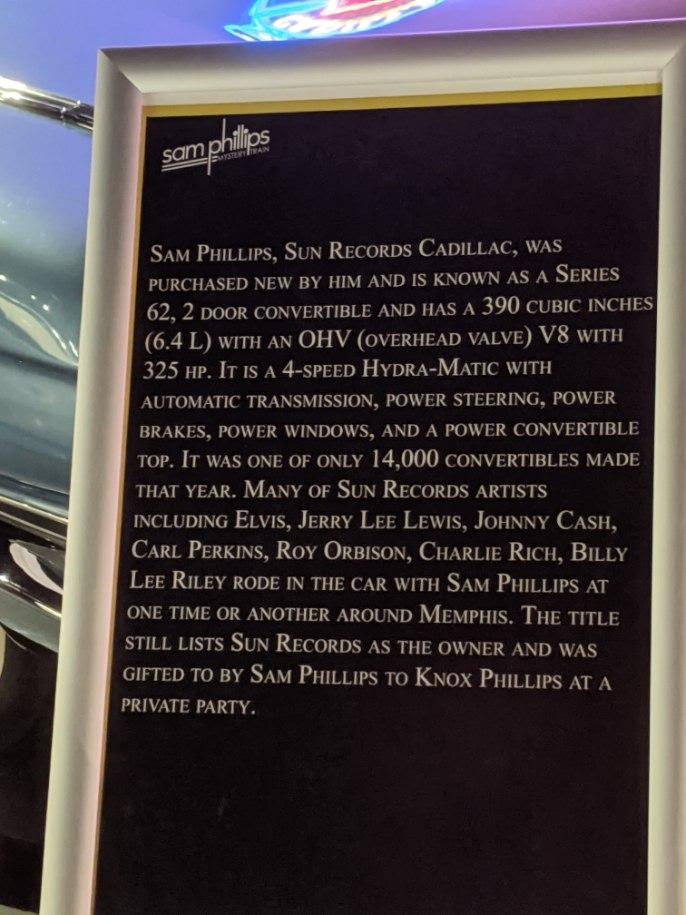 sam phillips
MYSTERY TRAIN
SAM PHILLIPS, SUN RECORDS CADILLAC, WAS
PURCHASED NEW BY HIM AND IS KNOWN AS A SERIES
62, 2 DOOR CONVERTIBLE AND HAS A 390 CUBIC INCHES
(6.4 L) WITH AN OHV (OVERHEAD VALVE) V8 WITH
325 HP. IT IS A 4-SPEED HYDRA-MATIC WITH
AUTOMATIC TRANSMISSION, POWER STEERING, POWER
BRAKES, POWER WINDOWS, AND A POWER CONVERTIBLE
TOP. IT WAS ONE OF ONLY 14,000 CONVERTIBLES MADE
THAT YEAR. MANY OF SUN RECORDS ARTISTS
INCLUDING ELVIS, JERRY LEE LEWIS, JOHNNY CASH,
CARL PERKINS, ROY ORBISON, CHARLIE RICH, BILLY
LEE RILEY RODE IN THE CAR WITH SAM PHILLIPS AT
ONE TIME OR ANOTHER AROUND MEMPHIS. THE TITLE
STILL LISTS SUN RECORDS AS THE OWNER AND WAS
GIFTED TO BY SAM PHILLIPS TO KNOX PHILLIPS AT A
PRIVATE PARTY.